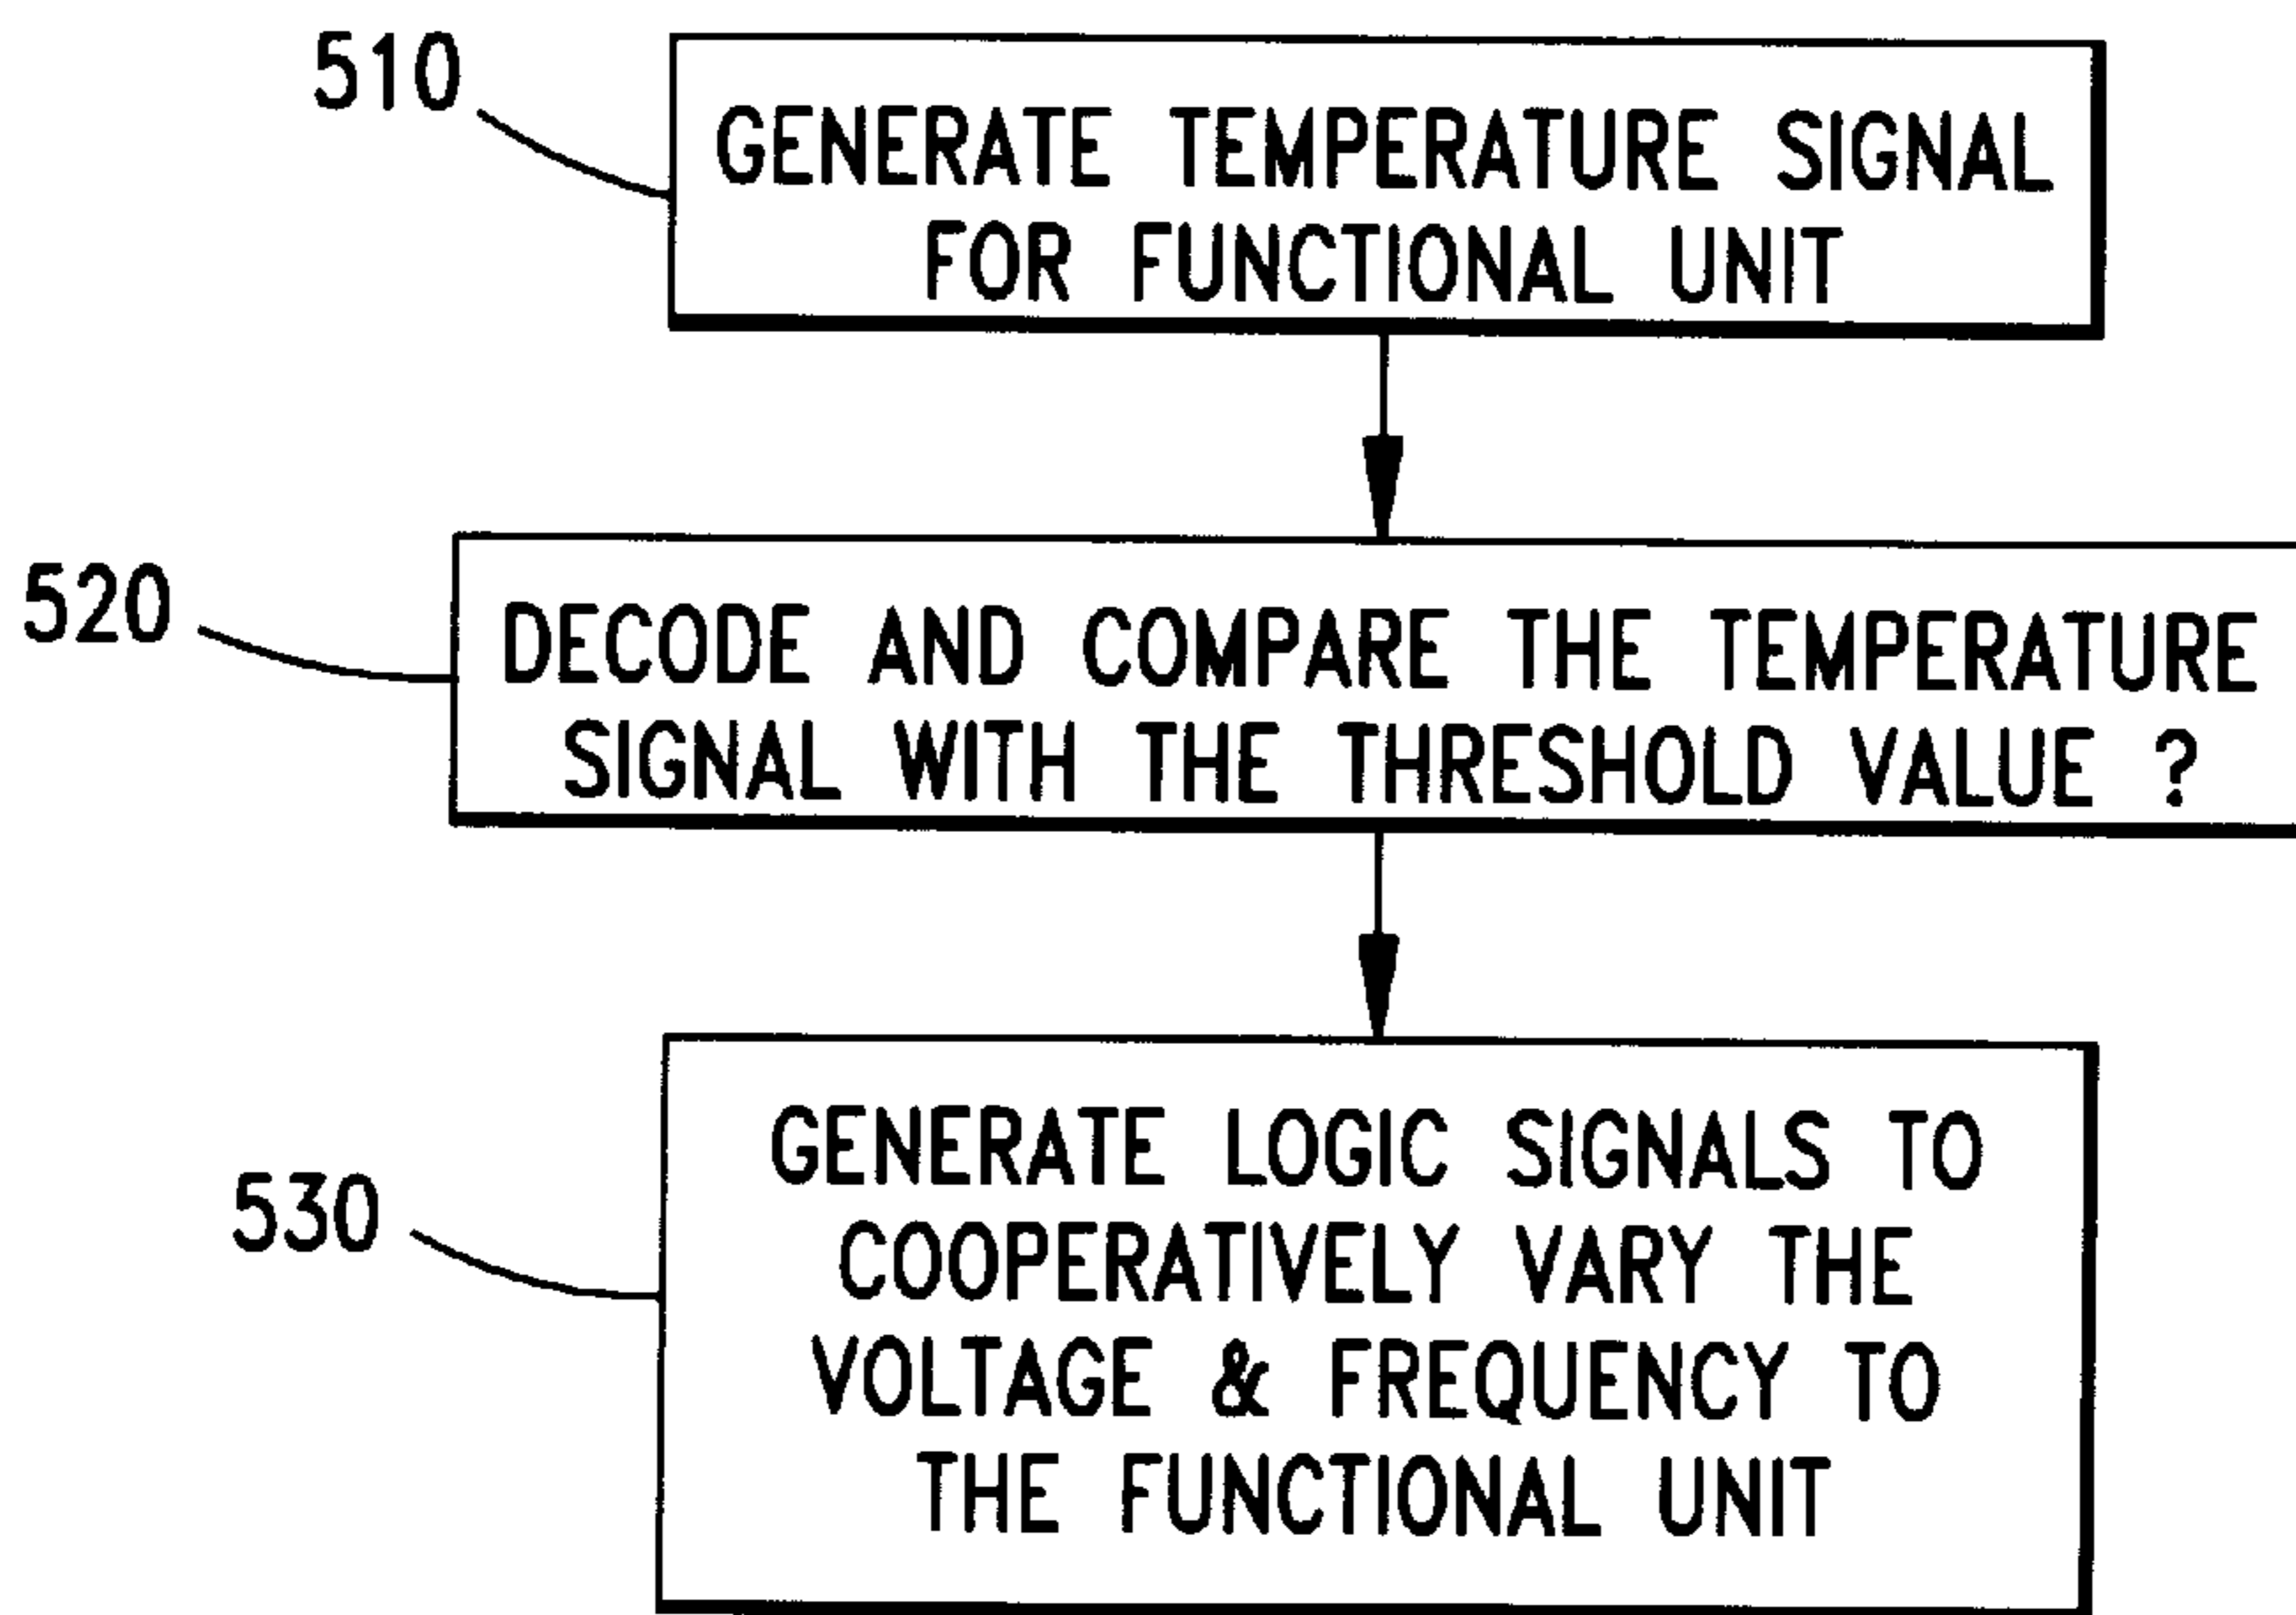 510
GENERATE TEMPERATURE SIGNAL
FOR FUNCTIONAL UNIT
520
DECODE AND COMPARE THE TEMPERATURE
SIGNAL WITH THE THRESHOLD VALUE ?
530
GENERATE LOGIC SIGNALS TO
COOPERATIVELY VARY THE
VOLTAGE & FREQUENCY TO
THE FUNCTIONAL UNIT